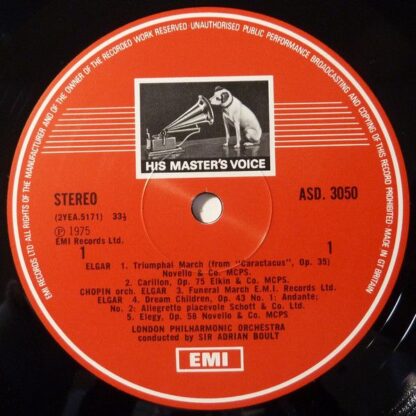 EMI RECORDS LTD ALL RIGHTS OF THE MANUFACTURER AND/OR OF THE OWNER OF THE RECORDED WORK RESERVED·UNAUTHORISED PUBLIC PERFORMANCE BROADCASTING AND COPYING OF THIS RECORD PROHIBITED MADE IN GT BRITAIN
HIS MASTER'S VOICE
STEREO
ASD. 3050
(2YEA.5171) 33⅓
℗ 1975
EMI Records Ltd.
1
1
ELGAR 1. Triumphal March (from "Caractacus", Op. 35)
Novello & Co. MCPS.
2. Carillon, Op. 75 Elkin & Co. MCPS.
CHOPIN orch. ELGAR 3. Funeral March E.M.I. Records Ltd.
ELGAR 4. Dream Children, Op. 43 No. 1: Andante;
No. 2: Allegretto piacevole Schott & Co. Ltd.
5. Elegy, Op. 58 Novello & Co. MCPS.
LONDON PHILHARMONIC ORCHESTRA
conducted by SIR ADRIAN BOULT
EMI